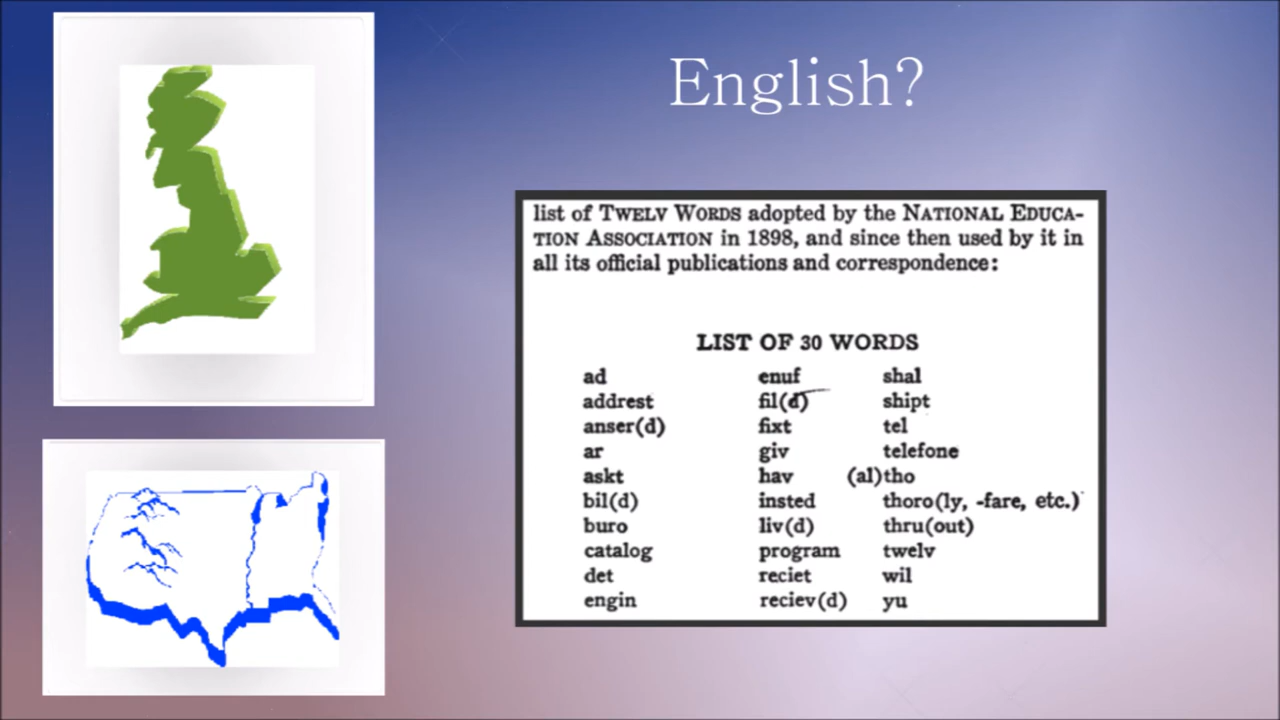 English?
list of TWELV WORDS adopted by the NATIONAL EDUCA-
TION ASSOCIATION in 1898, and since then used by it in
all its official publications and correspondence:
LIST OF 30 WORDS
ad enuf shal
addrest fil(d) shipt
anser(d) fixt tel
ar giv telefone
askt hav (al)tho
bil(d) insted thoro(ly, -fare, etc.)
buro liv(d) thru(out)
catalog program twelv
det reciet wil
engin reciev(d) yu